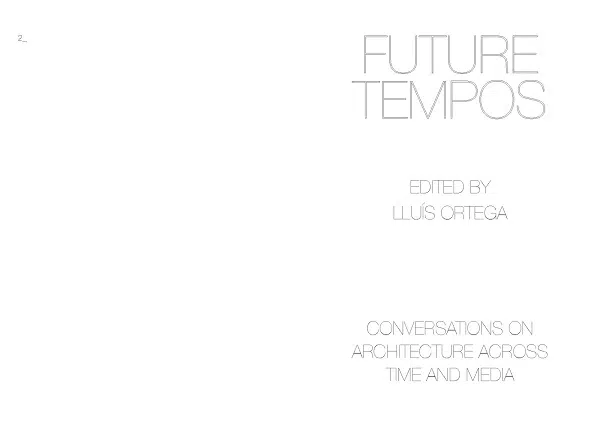 2_
FUTURE
TEMPOS
EDITED BY
LLUÍS ORTEGA
CONVERSATIONS ON
ARCHITECTURE ACROSS
TIME AND MEDIA